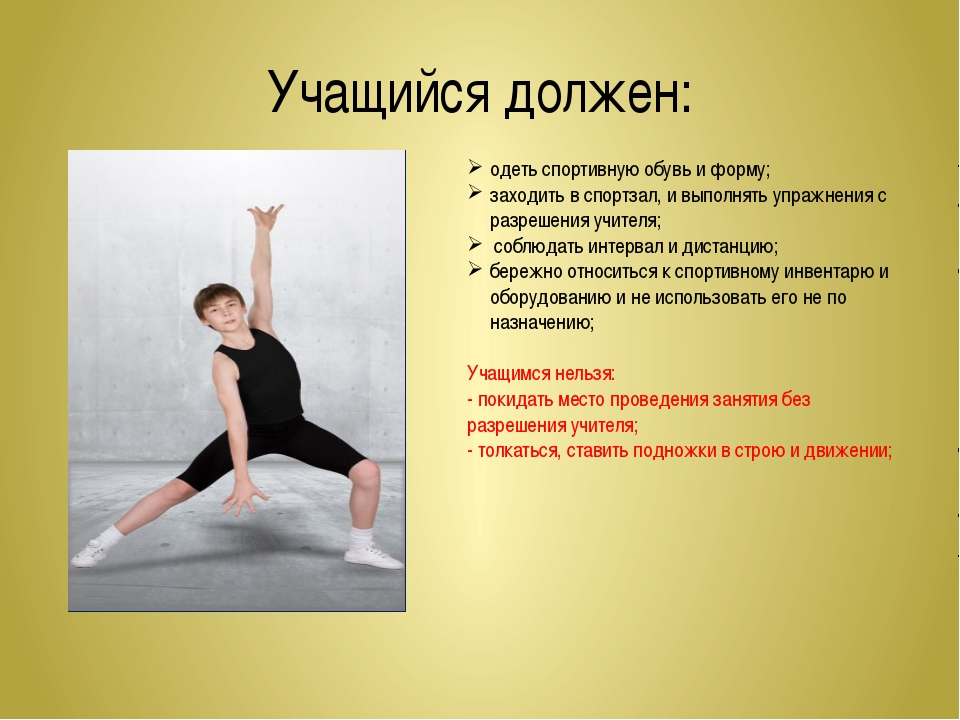 Учащийся должен:
одеть спортивную обувь и форму;
заходить в спортзал, и выполнять упражнения с
разрешения учителя;
соблюдать интервал и дистанцию;
бережно относиться к спортивному инвентарю и
оборудованию и не использовать его не по
назначению;
Учащимся нельзя:
- покидать место проведения занятия без
разрешения учителя;
- толкаться, ставить подножки в строю и движении;